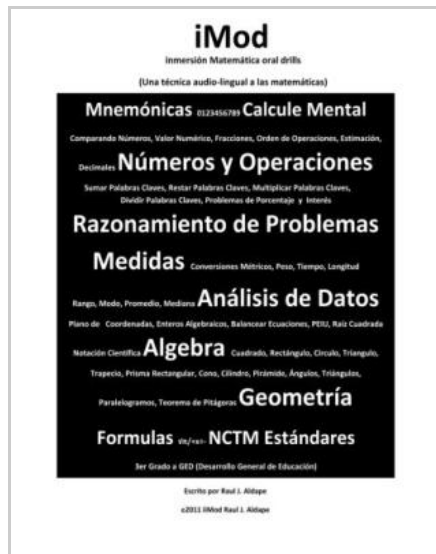 iMod
Inmersión Matemática oral drills
(Una técnica audio-lingual a las matemáticas)
Mnemónicas 0123456789 Calcule Mental
Comparando Números, Valor Numérico, Fracciones, Orden de Operaciones, Estimación,
Decimales Números y Operaciones
Sumar Palabras Claves, Restar Palabras Claves, Multiplicar Palabras Claves,
Dividir Palabras Claves, Problemas de Porcentaje y Interés
Razonamiento de Problemas
Medidas Conversiones Métricos, Peso, Tiempo, Longitud
Rango, Modo, Promedio, Mediana Análisis de Datos
Plano de Coordenadas, Enteros Algebraicos, Balancear Ecuaciones, PEIU, Raíz Cuadrada
Notación Científica Algebra Cuadrado, Rectángulo, Circulo, Triangulo,
Trapecio, Prisma Rectangular, Cono, Cilindro, Pirámide, Ángulos, Triángulos,
Paralelogramos, Teorema de Pitágoras Geometría
Formulas NCTM Estándares
3er Grado a GED (Desarrollo General de Educación)
Escrito por Raul J. Aldape
©2011 iMod Raul J. Aldape